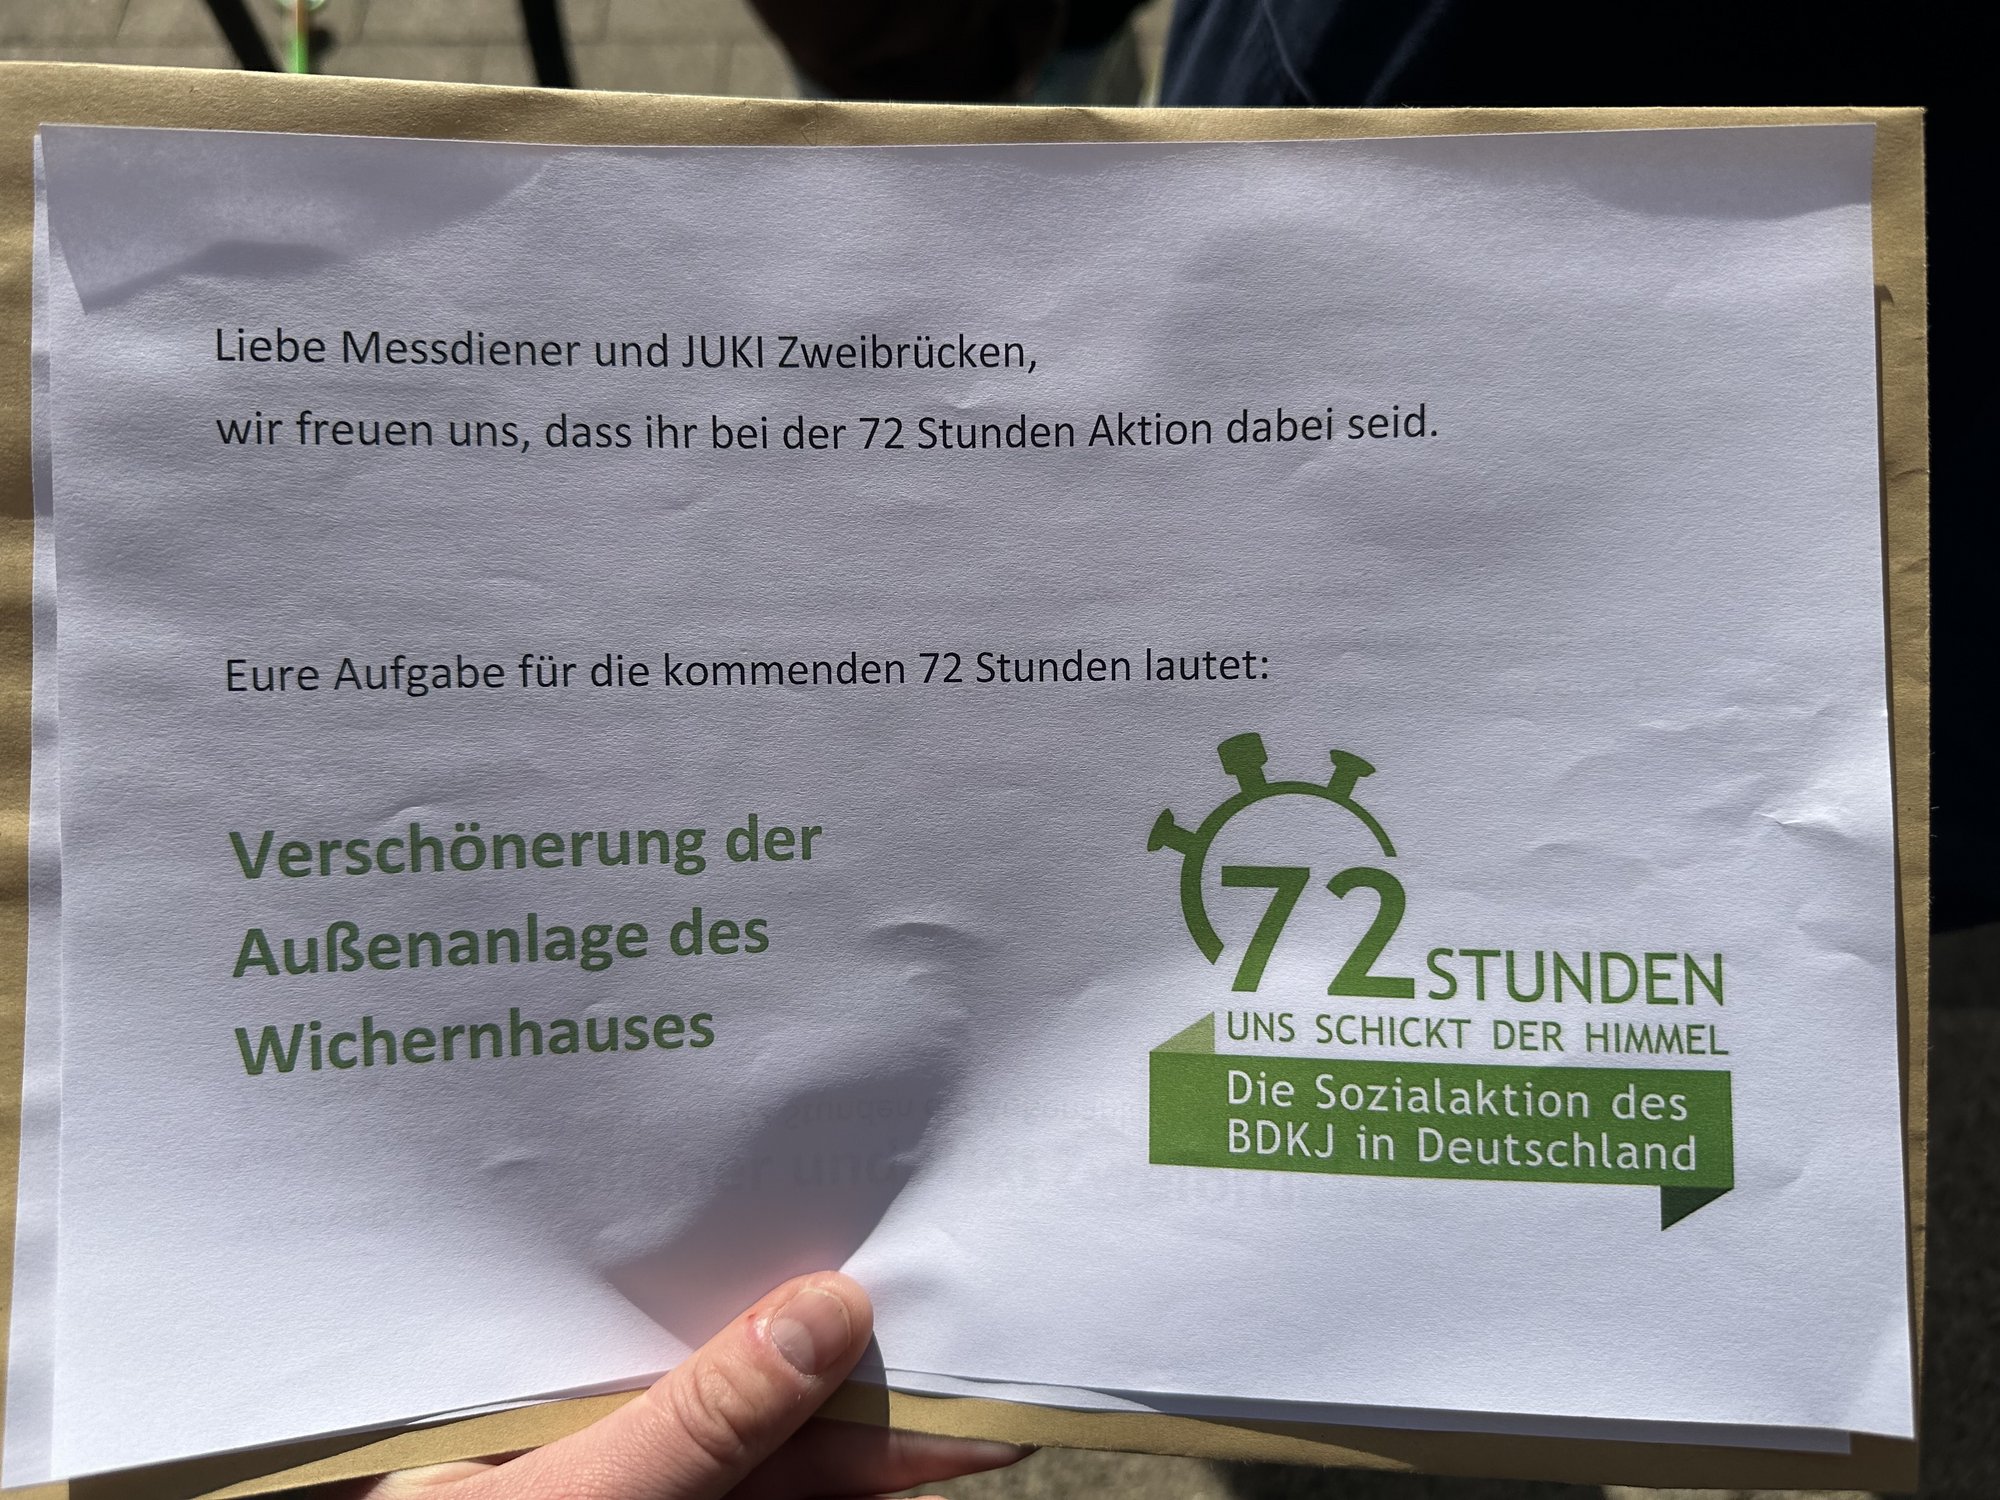 Liebe Messdiener und JUKI Zweibrücken,
wir freuen uns, dass ihr bei der 72 Stunden Aktion dabei seid.
Eure Aufgabe für die kommenden 72 Stunden lautet:
Verschönerung der
Außenanlage des
Wichernhauses
72 STUNDEN
UNS SCHICKT DER HIMMEL
Die Sozialaktion des
BDKJ in Deutschland